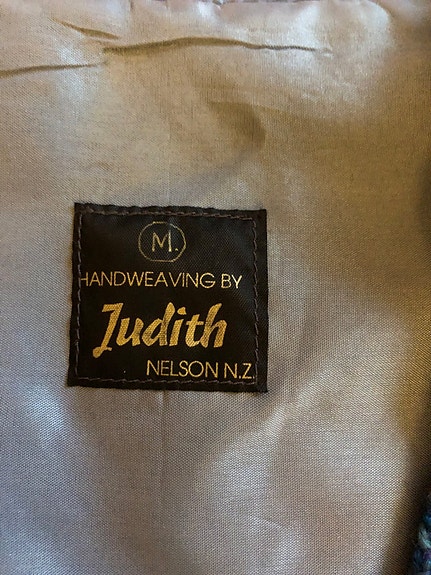 M.
HANDWEAVING BY
Judith
NELSON N.Z.